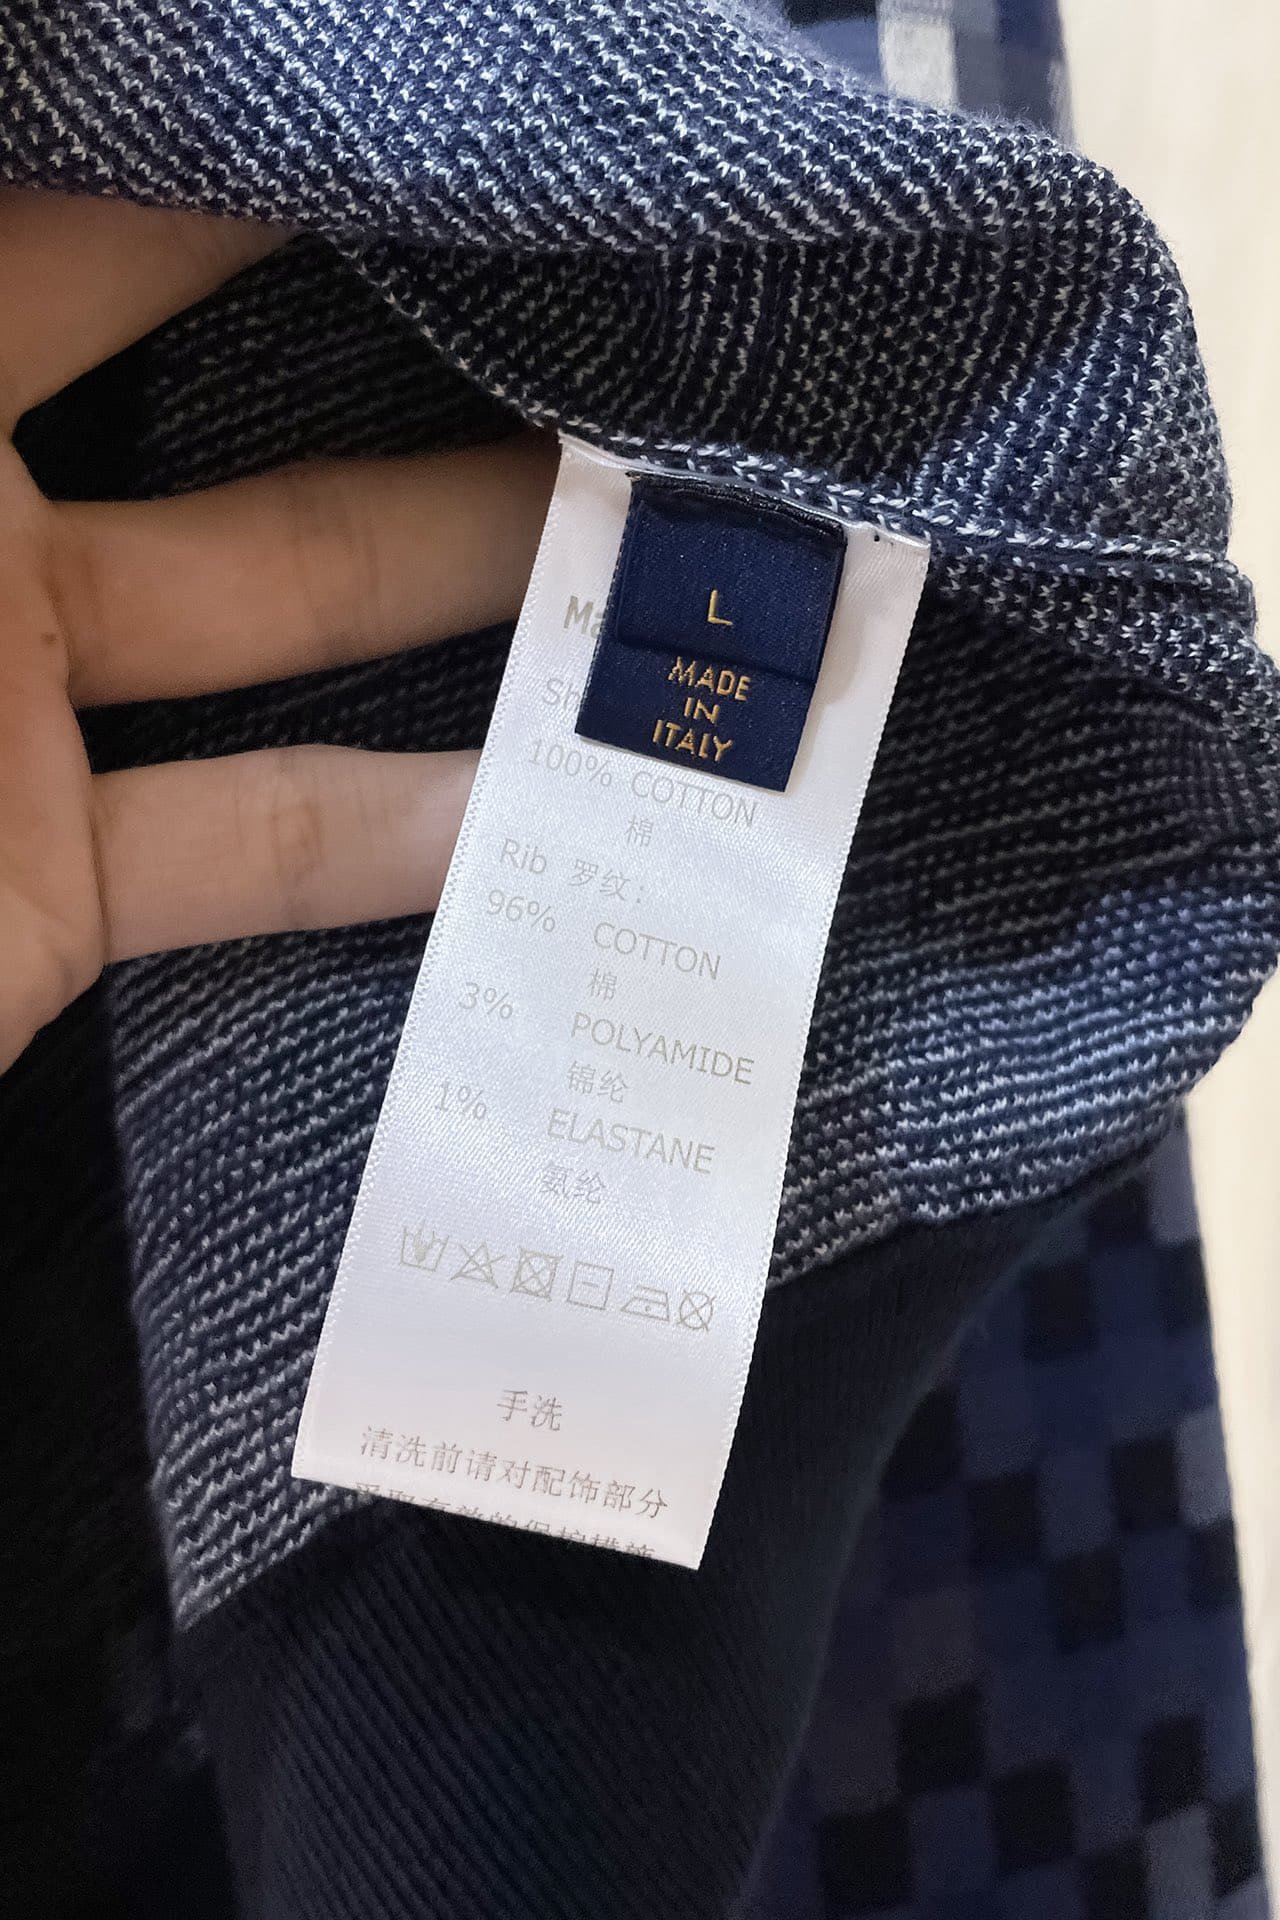 L
MADE
IN
ITALY
100% COTTON
棉
Rib 罗纹:
96% COTTON
棉
3% POLYAMIDE
锦纶
1% ELASTANE
氨纶
手洗
清洗前请对配饰部分